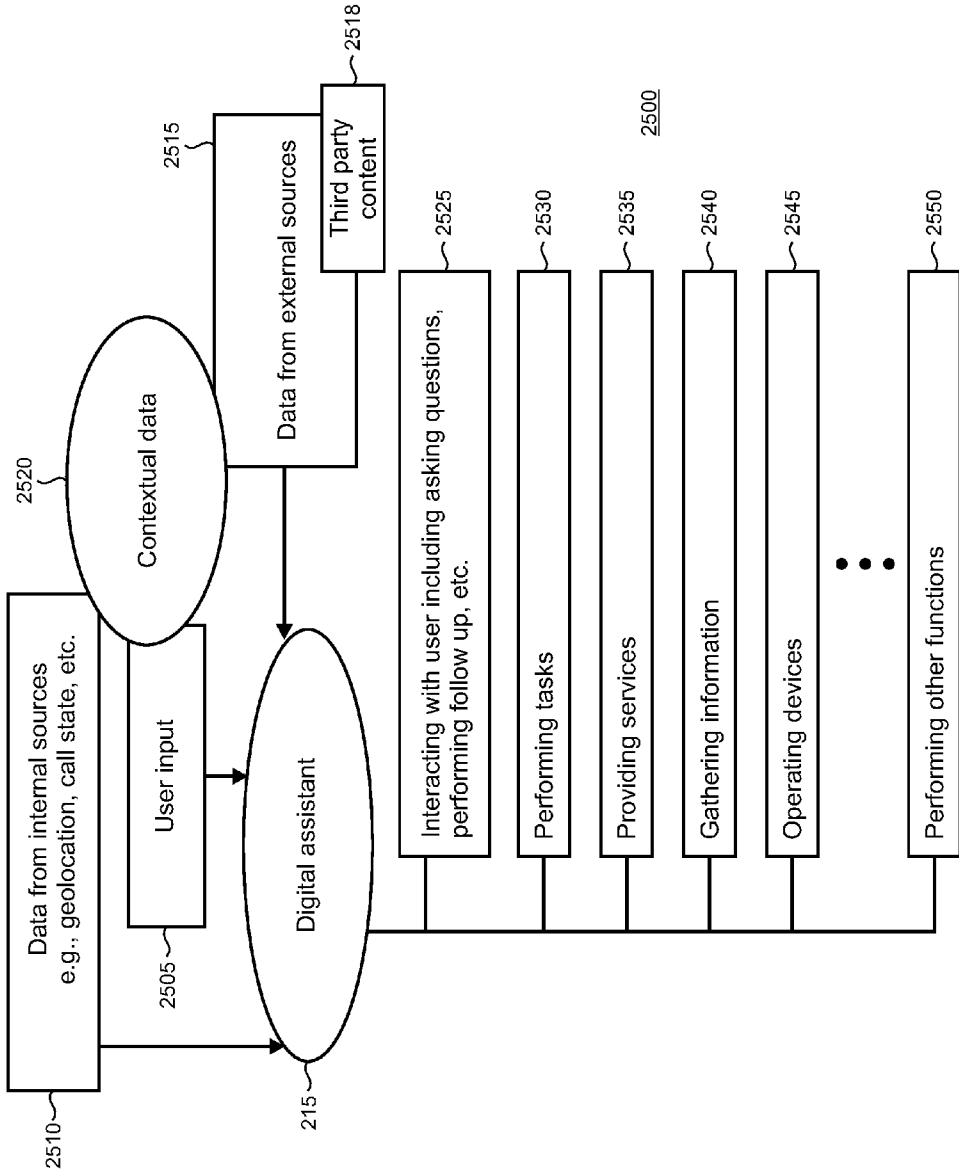 2510
Data from internal sources
e.g., geolocation, call state, etc.
2520
Contextual data
2505
User input
2515
Data from external sources
2518
Third party
content
215
Digital assistant
2500
Interacting with user including asking questions,
performing follow up, etc.
2525
Performing tasks
2530
Providing services
2535
Gathering information
2540
Operating devices
2545
Performing other functions
2550